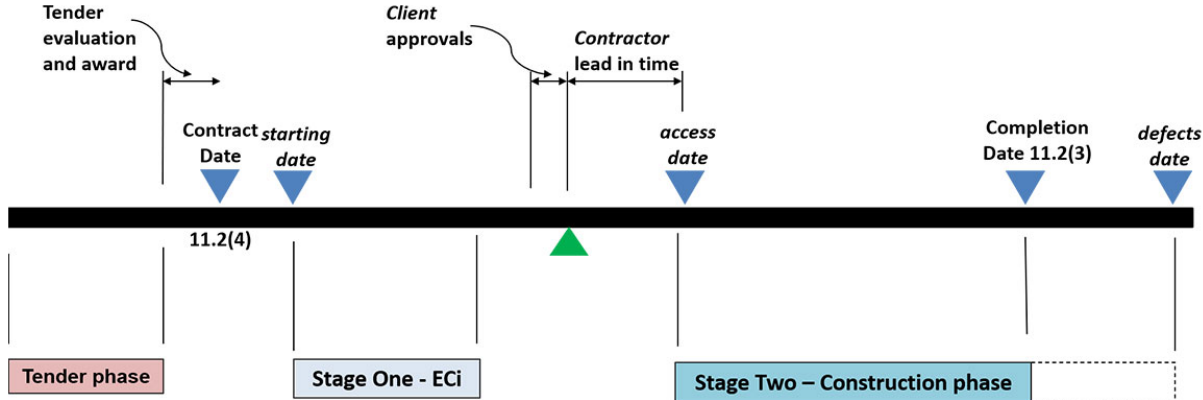 Tender
evaluation
and award
Client
approvals
Contractor
lead in time
Contract
Date
starting
date
access
date
Completion
Date 11.2(3)
defects
date
11.2(4)
Tender phase
Stage One - ECi
Stage Two – Construction phase